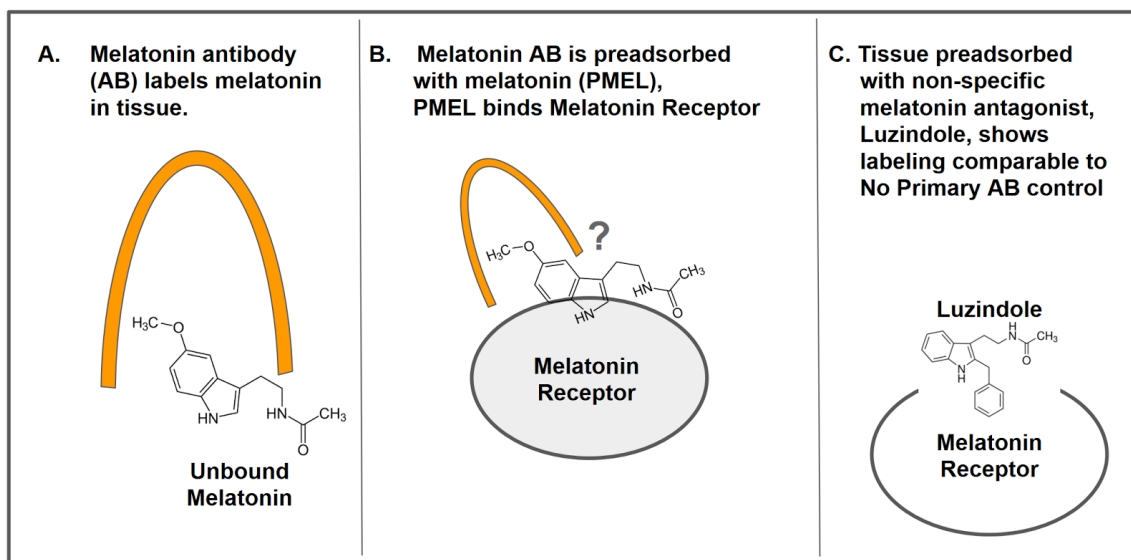 A. Melatonin antibody
(AB) labels melatonin
in tissue.
H₃C
O
HN
O
CH₃
HN
Unbound
Melatonin
B. Melatonin AB is preadsorbed
with melatonin (PMEL),
PMEL binds Melatonin Receptor
?
H₃C
O
CH₃
HN
O
HN
Melatonin
Receptor
C. Tissue preadsorbed
with non-specific
melatonin antagonist,
Luzindole, shows
labeling comparable to
No Primary AB control
Luzindole
H
N
CH₃
O
N
H
Melatonin
Receptor